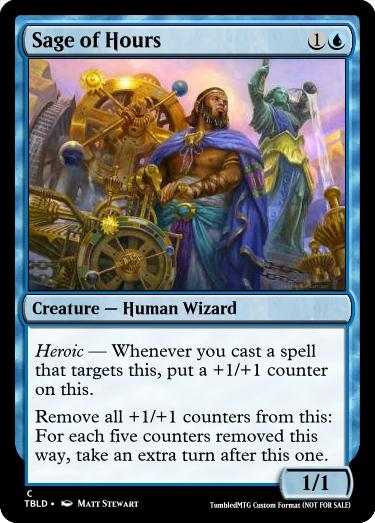 Sage of Hours 1
Creature — Human Wizard
Heroic — Whenever you cast a spell
that targets this, put a +1/+1 counter
on this.
Remove all +1/+1 counters from this:
For each five counters removed this
way, take an extra turn after this one.
1/1
C
TBLD • Matt Stewart
TumbledMTG Custom Format (NOT FOR SALE)